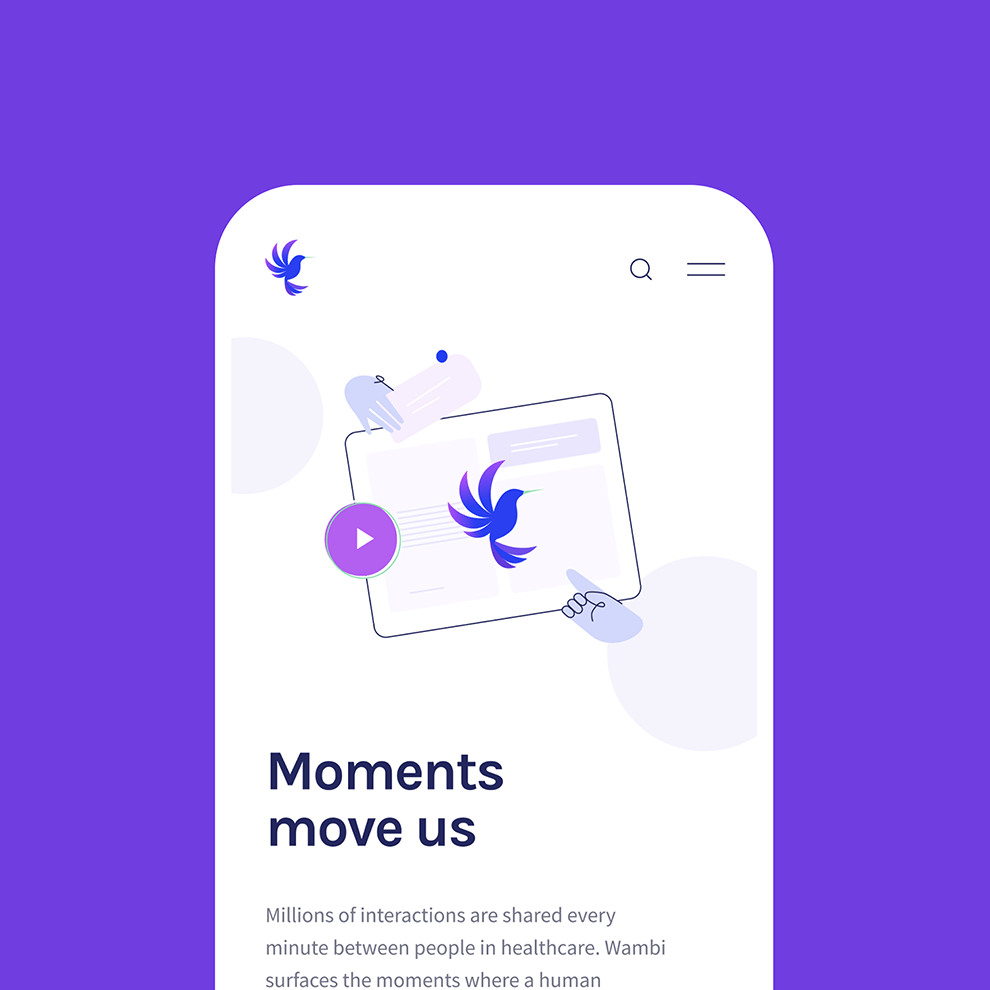 Moments
move us
Millions of interactions are shared every
minute between people in healthcare. Wambi
surfaces the moments where a human